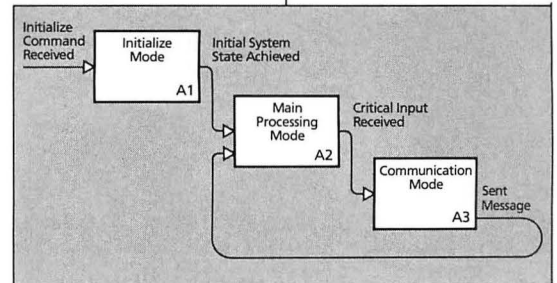 Initialize
Command
Received
Initialize
Mode
A1
Initial System
State Achieved
Main
Processing
Mode
A2
Critical Input
Received
Communication
Mode
A3
Sent
Message